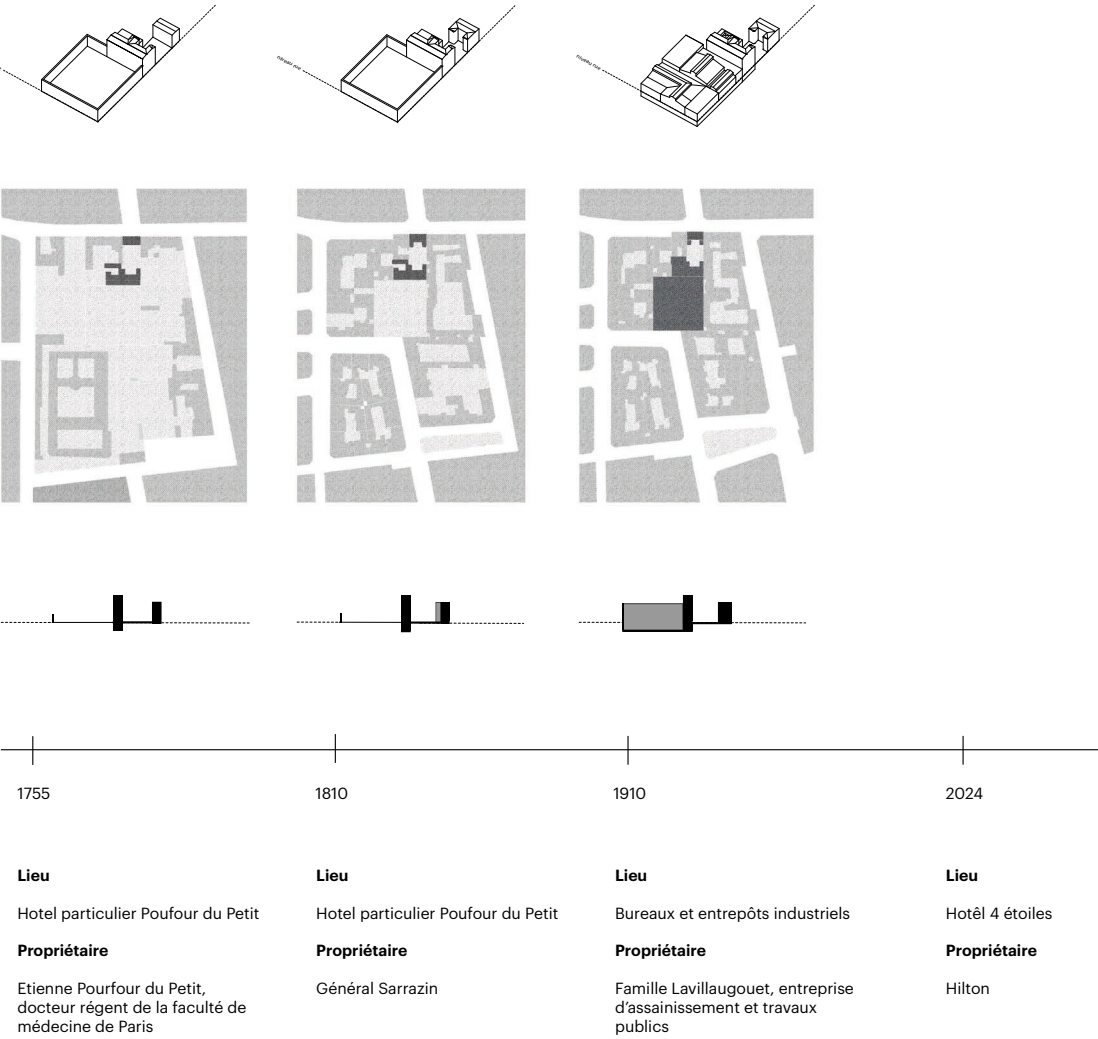 1755
1810
1910
2024
Lieu
Hotel particulier Poufour du Petit
Propriétaire
Etienne Pourfour du Petit,
docteur régent de la faculté de
médecine de Paris
Lieu
Hotel particulier Poufour du Petit
Propriétaire
Général Sarrazin
Lieu
Bureaux et entrepôts industriels
Propriétaire
Famille Lavillaugouet, entreprise
d'assainissement et travaux
publics
Lieu
Hotêl 4 étoiles
Propriétaire
Hilton